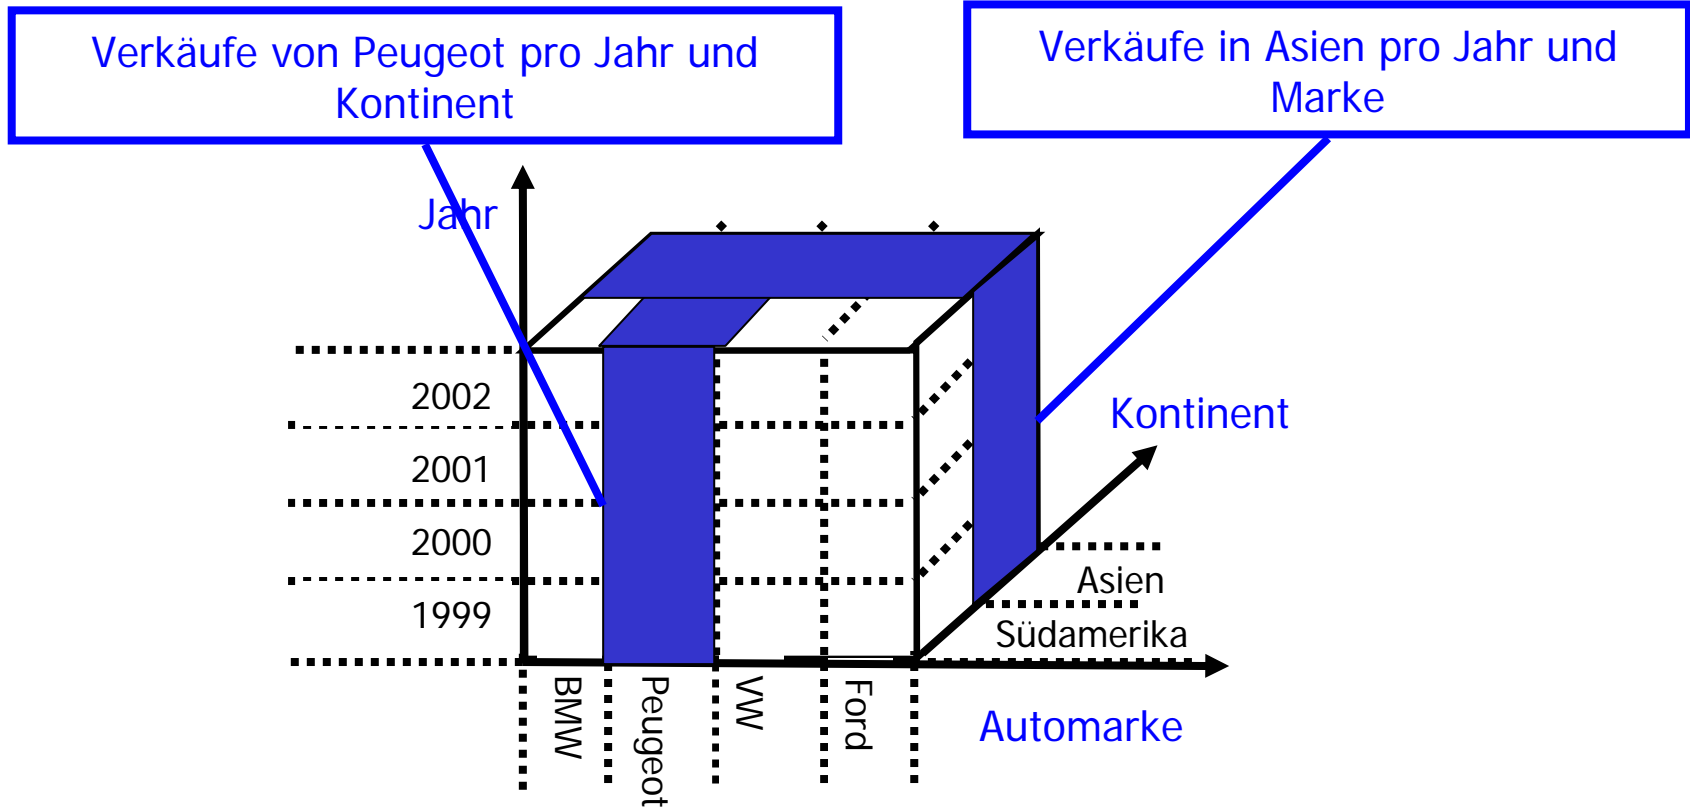 Verkäufe von Peugeot pro Jahr und
Kontinent
Verkäufe in Asien pro Jahr und
Marke
Jahr
2002
2001
2000
1999
Kontinent
Asien
Südamerika
BMW
Peugeot
VW
Ford
Automarke